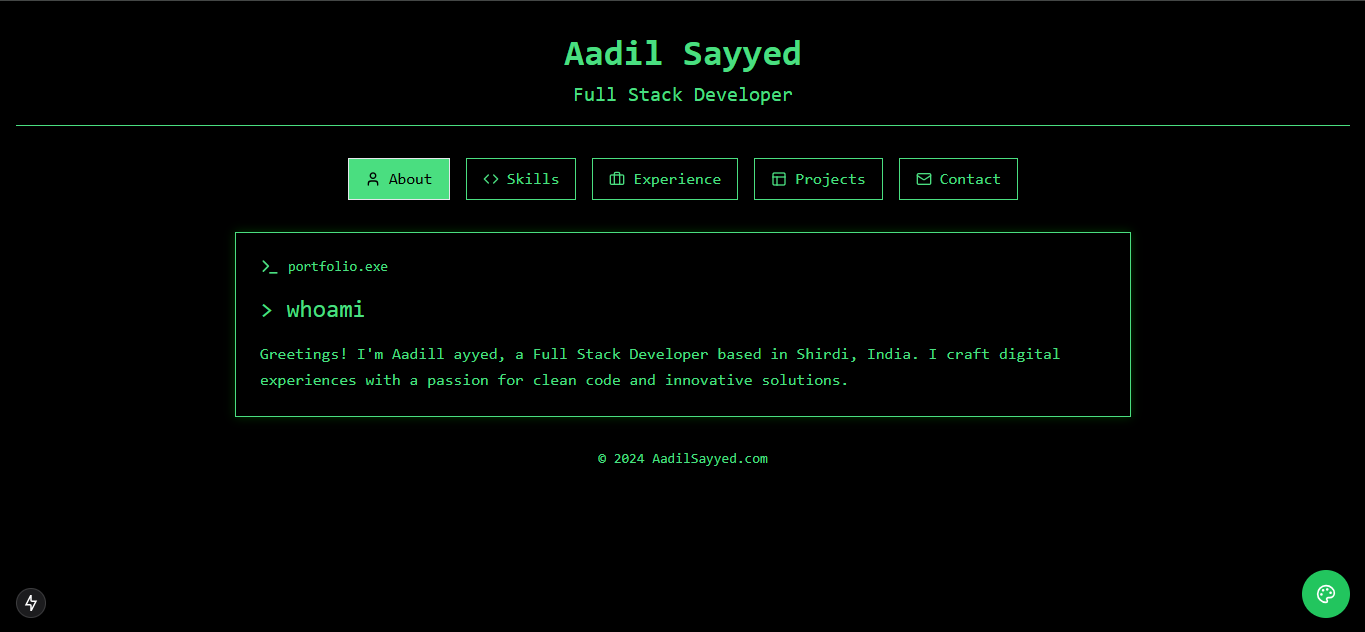 Aadil Sayyed
Full Stack Developer
About
Skills
Experience
Projects
Contact
>_ portfolio.exe
> whoami
Greetings! I'm Aadill ayyed, a Full Stack Developer based in Shirdi, India. I craft digital
experiences with a passion for clean code and innovative solutions.
© 2024 AadilSayyed.com